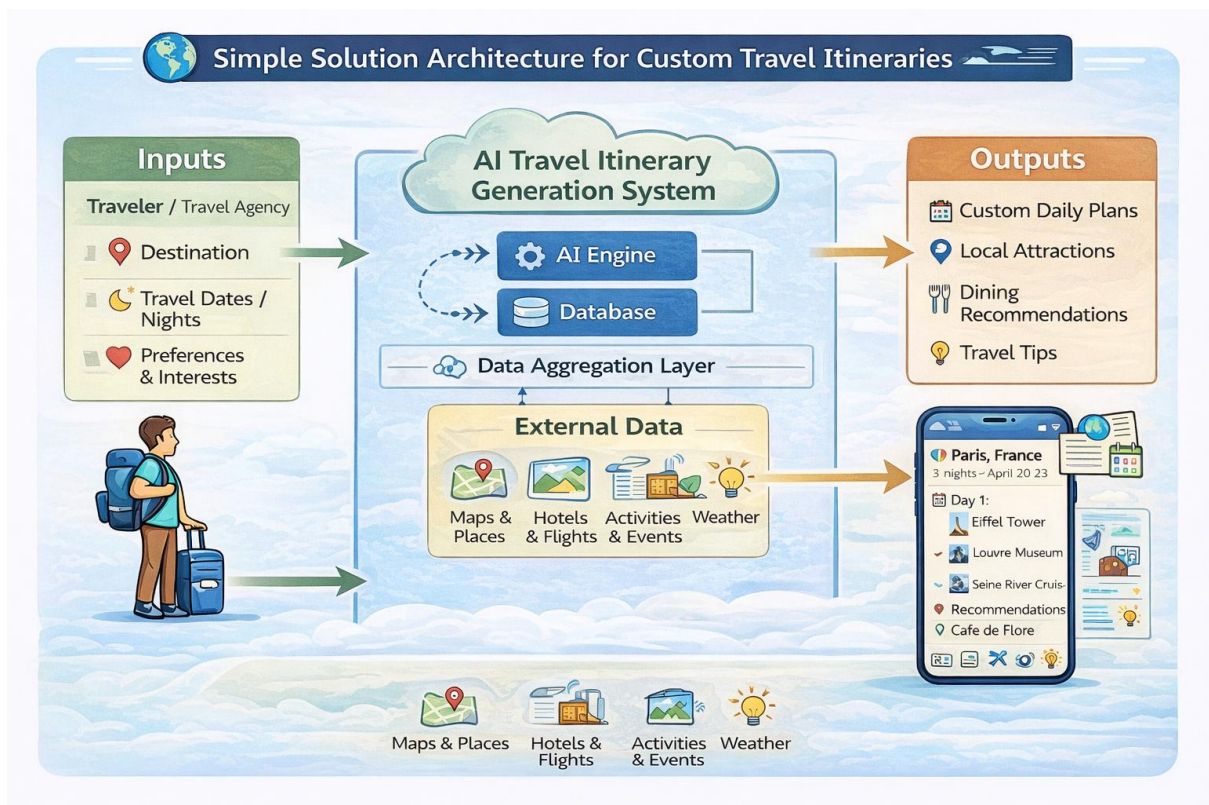 Simple Solution Architecture for Custom Travel Itineraries
Inputs
Traveler / Travel Agency
Destination
Travel Dates /
Nights
Preferences
& Interests
AI Travel Itinerary
Generation System
AI Engine
Database
Data Aggregation Layer
External Data
Maps &
Places
Hotels
& Flights
Activities
& Events
Weather
Outputs
Custom Daily Plans
Local Attractions
Dining
Recommendations
Travel Tips
Paris, France
3 nights – April 20 23
Day 1:
Eiffel Tower
Louvre Museum
Seine River Cruis-
Recommendations
Cafe de Flore
Maps & Places
Hotels &
Flights
Activities
& Events
Weather